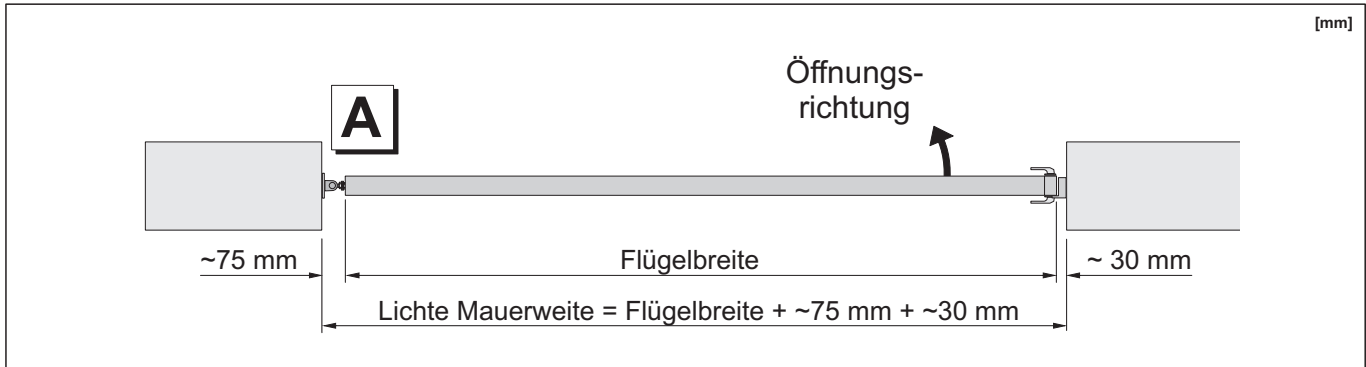 [mm]
Öffnungs-
richtung
A
~75 mm
Flügelbreite
~ 30 mm
Lichte Mauerweite = Flügelbreite + ~75 mm + ~30 mm